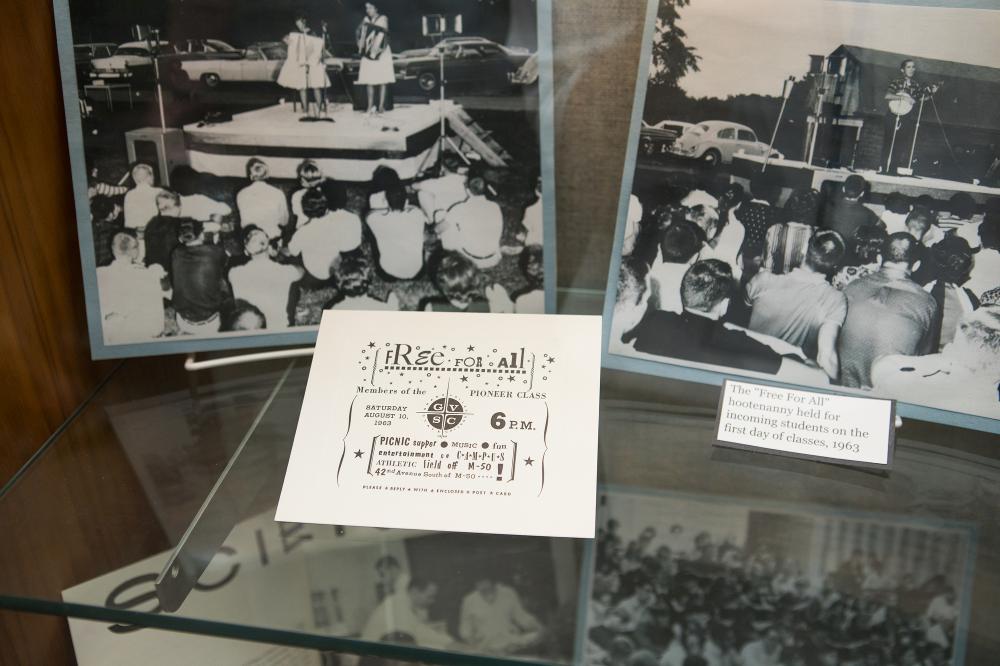 FREE FOR All
Members of the PIONEER CLASS
SATURDAY
AUGUST 10,
1963
G V
S C
6 P.M.
PICNIC supper ● MUSIC ● fun
entertainment on CAMPUS
ATHLETIC field off M-50
42nd Avenue South of M-50 .... !
PLEASE ★ REPLY ★ WITH ★ ENCLOSED ★ POST ★ CARD
The "Free For All"
hootenanny held for
incoming students on the
first day of classes, 1963